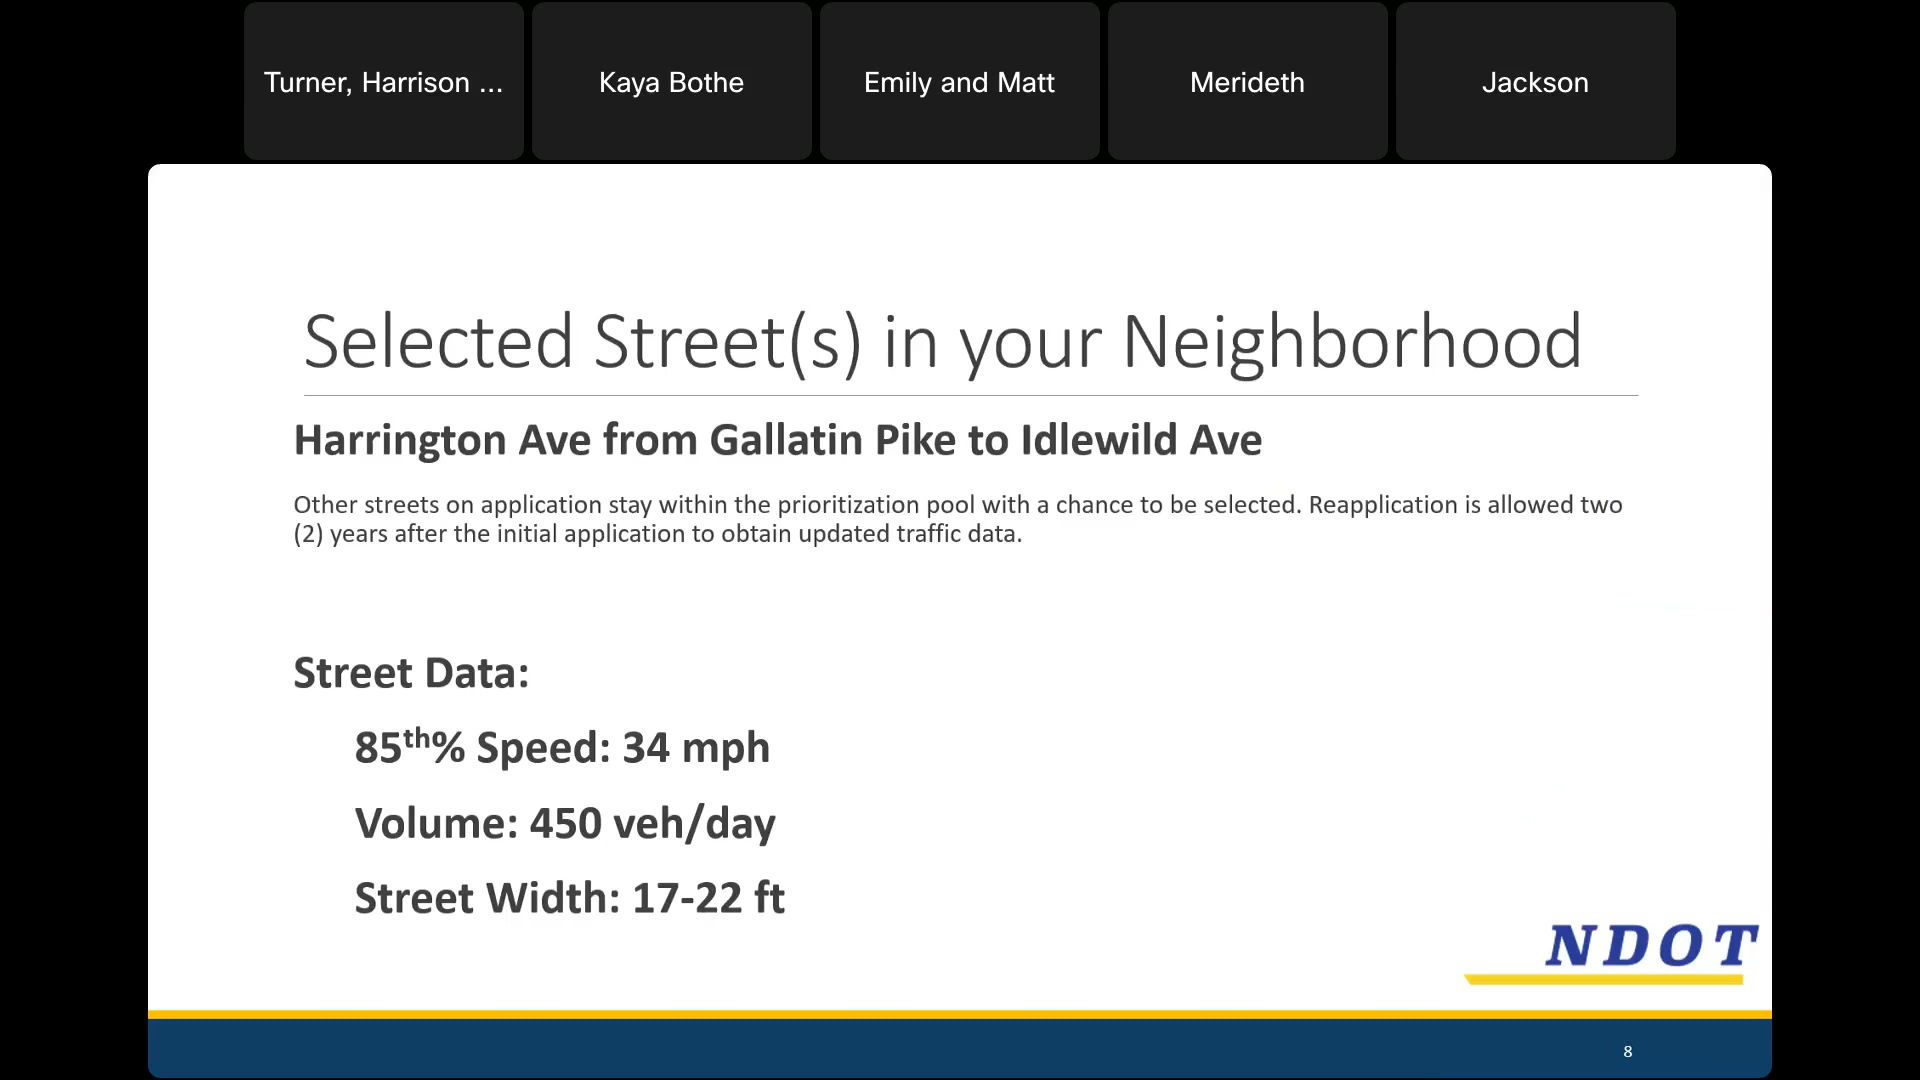 Turner, Harrison ...
Kaya Bothe
Emily and Matt
Merideth
Jackson
Selected Street(s) in your Neighborhood
Harrington Ave from Gallatin Pike to Idlewild Ave
Other streets on application stay within the prioritization pool with a chance to be selected. Reapplication is allowed two
(2) years after the initial application to obtain updated traffic data.
Street Data:
85th% Speed: 34 mph
Volume: 450 veh/day
Street Width: 17-22 ft
NDOT
8